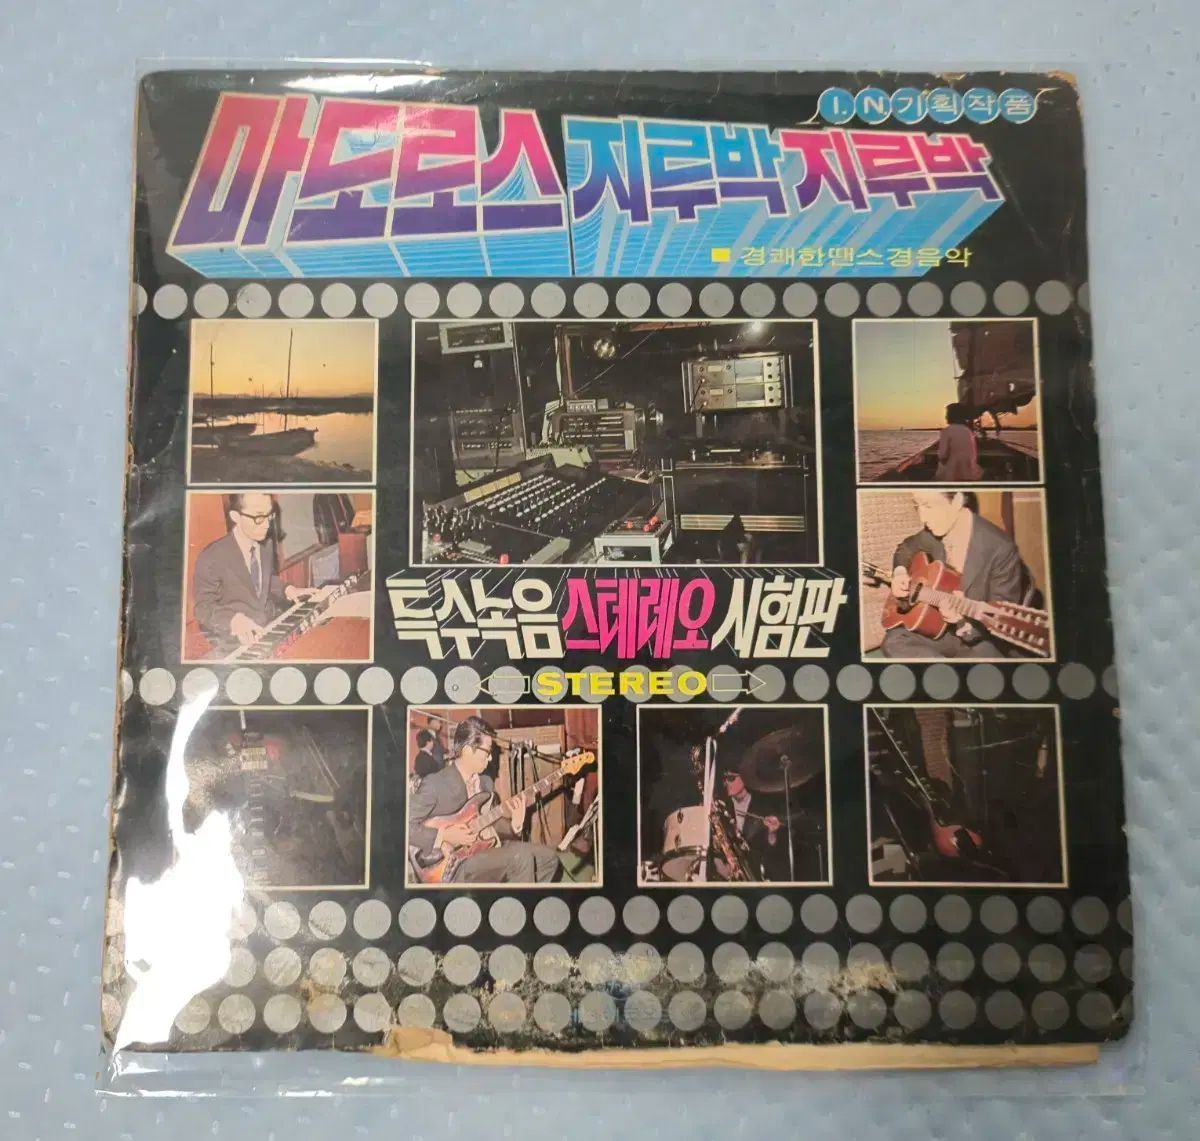 I.N기획작품
마도로스 지루박 지루박
■ 경쾌한땐스경음악
특수녹음 스테레오 시험판
STEREO